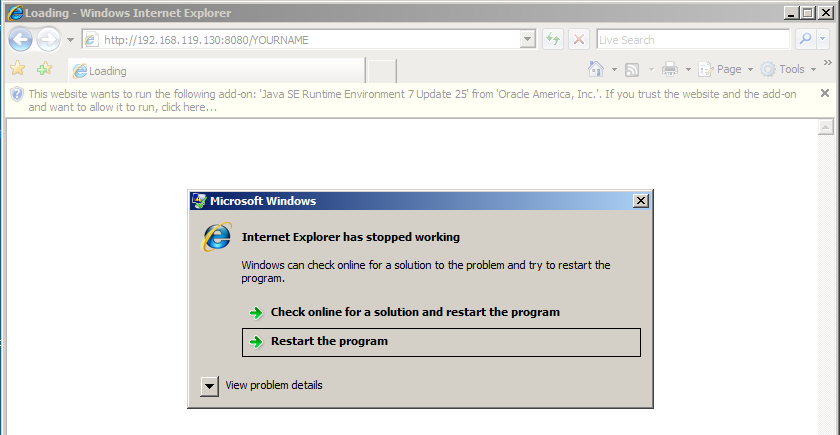 Loading - Windows Internet Explorer
http://192.168.119.130:8080/YOURNAME
Live Search
Loading
Page
Tools
This website wants to run the following add-on: 'Java SE Runtime Environment 7 Update 25' from 'Oracle America, Inc.'. If you trust the website and the add-on
and want to allow it to run, click here...
Microsoft Windows
Internet Explorer has stopped working
Windows can check online for a solution to the problem and try to restart the
program.
Check online for a solution and restart the program
Restart the program
View problem details